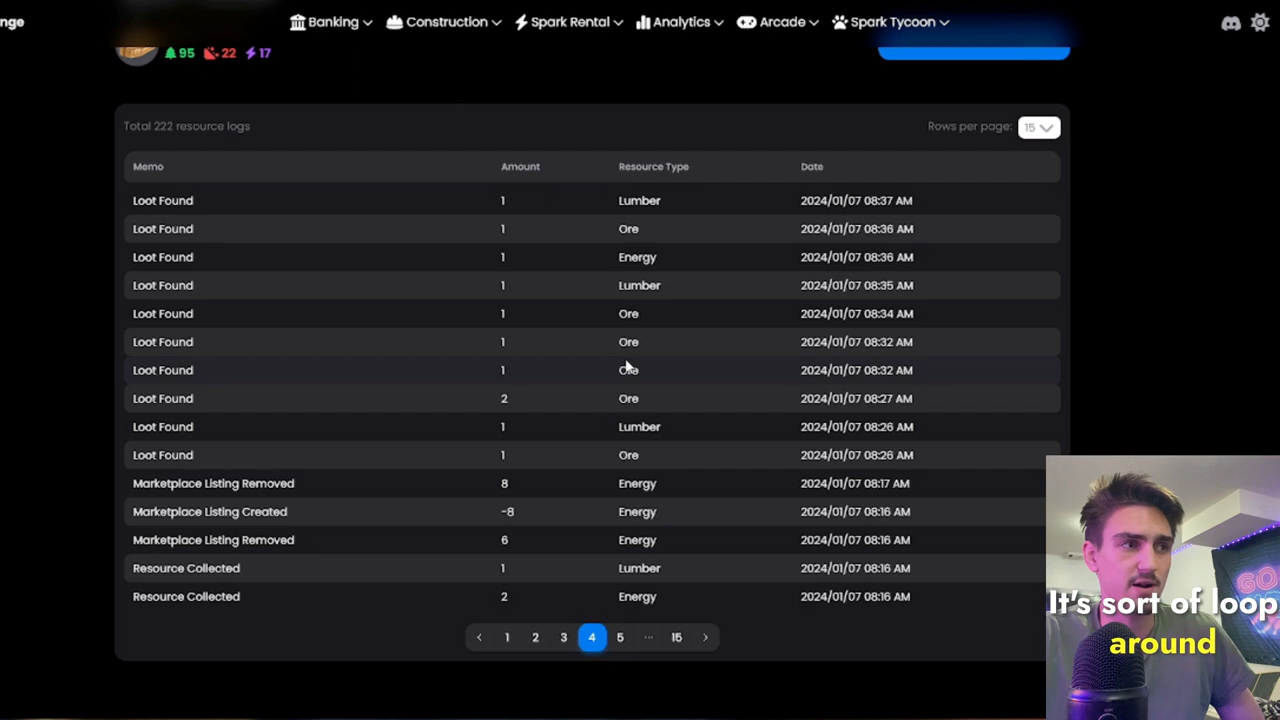 nge Banking Construction Spark Rental Analytics Arcade Spark Tycoon
95 22 17
Total 222 resource logs Rows per page: 15
Memo Amount Resource Type Date
Loot Found 1 Lumber 2024/01/07 08:37 AM
Loot Found 1 Ore 2024/01/07 08:36 AM
Loot Found 1 Energy 2024/01/07 08:36 AM
Loot Found 1 Lumber 2024/01/07 08:35 AM
Loot Found 1 Ore 2024/01/07 08:34 AM
Loot Found 1 Ore 2024/01/07 08:32 AM
Loot Found 1 Ore 2024/01/07 08:32 AM
Loot Found 2 Ore 2024/01/07 08:27 AM
Loot Found 1 Lumber 2024/01/07 08:26 AM
Loot Found 1 Ore 2024/01/07 08:26 AM
Marketplace Listing Removed 8 Energy 2024/01/07 08:17 AM
Marketplace Listing Created -8 Energy 2024/01/07 08:16 AM
Marketplace Listing Removed 6 Energy 2024/01/07 08:16 AM
Resource Collected 1 Lumber 2024/01/07 08:16 AM
Resource Collected 2 Energy 2024/01/07 08:16 AM
‹ 1 2 3 4 5 ... 15 ›
GO
It's sort of loop
around